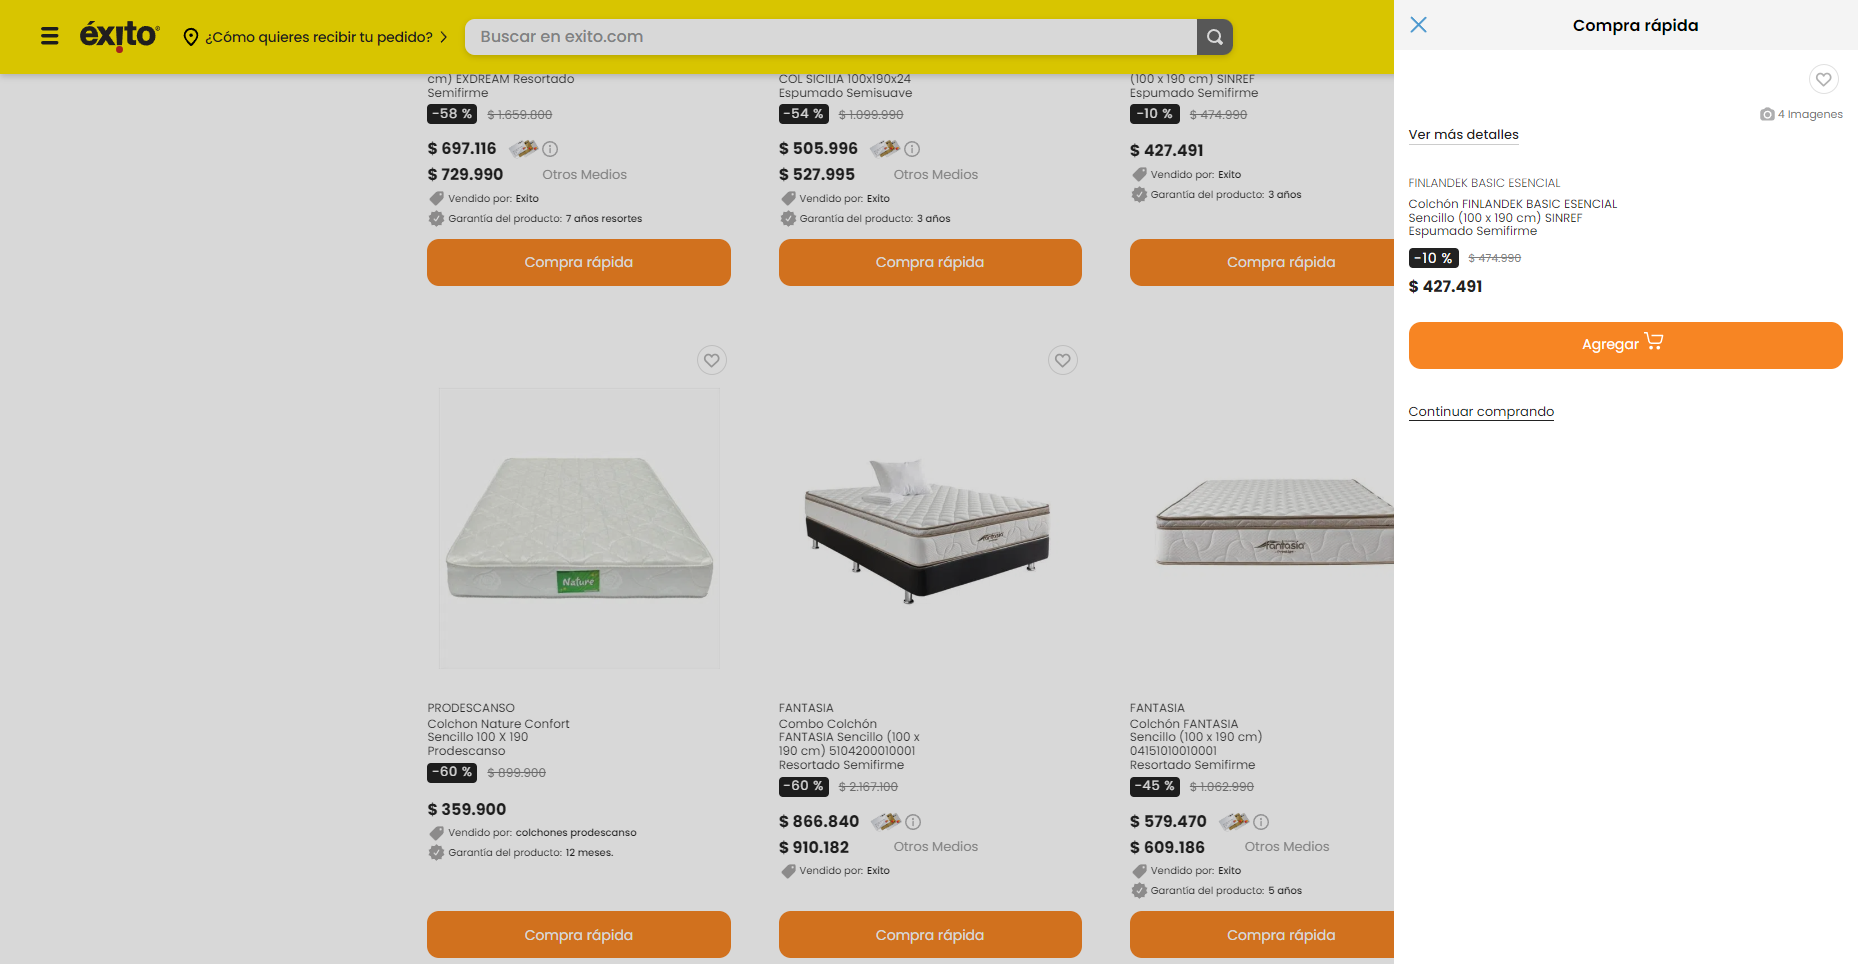 éxito
¿Cómo quieres recibir tu pedido?
Buscar en exito.com
cm) EXDREAM Resortado
Semifirme
-58 % $ 1.659.800
$ 697.116
$ 729.990 Otros Medios
Vendido por: Exito
Garantía del producto: 7 años resortes
Compra rápida
COL SICILIA 100x190x24
Espumado Semisuave
-54 % $ 1.099.990
$ 505.996
$ 527.995 Otros Medios
Vendido por: Exito
Garantía del producto: 3 años
Compra rápida
(100 x 190 cm) SINREF
Espumado Semifirme
-10 % $ 474.990
$ 427.491
Vendido por: Exito
Garantía del producto: 3 años
Compra rápida
Nature
PRODESCANSO
Colchon Nature Confort
Sencillo 100 X 190
Prodescanso
-60 % $ 899.900
$ 359.900
Vendido por: colchones prodescanso
Garantía del producto: 12 meses.
Compra rápida
fantasia
FANTASIA
Combo Colchón
FANTASIA Sencillo (100 x
190 cm) 5104200010001
Resortado Semifirme
-60 % $ 2.167.100
$ 866.840
$ 910.182 Otros Medios
Vendido por: Exito
Compra rápida
fantasia
FANTASIA
Colchón FANTASIA
Sencillo (100 x 190 cm)
04151010010001
Resortado Semifirme
-45 % $ 1.062.990
$ 579.470
$ 609.186 Otros Medios
Vendido por: Exito
Garantía del producto: 5 años
Compra rápida
Compra rápida
4 Imagenes
Ver más detalles
FINLANDEK BASIC ESENCIAL
Colchón FINLANDEK BASIC ESENCIAL
Sencillo (100 x 190 cm) SINREF
Espumado Semifirme
-10 % $ 474.990
$ 427.491
Agregar
Continuar comprando